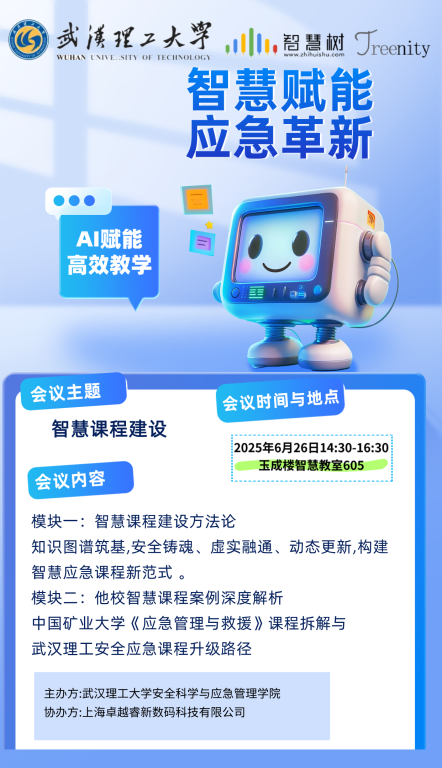 武汉理工大学
WUHAN UNIVERSITY OF TECHNOLOGY
智慧树
www.zhihuishu.com
Treenity
智慧赋能
应急革新
AI赋能
高效教学
会议主题
会议时间与地点
智慧课程建设
2025年6月26日14:30-16:30
玉成楼智慧教室605
会议内容
模块一：智慧课程建设方法论
知识图谱筑基,安全铸魂、虚实融通、动态更新,构建
智慧应急课程新范式 。
模块二：他校智慧课程案例深度解析
中国矿业大学《应急管理与救援》课程拆解与
武汉理工安全应急课程升级路径
主办方:武汉理工大学安全科学与应急管理学院
协办方:上海卓越睿新数码科技有限公司